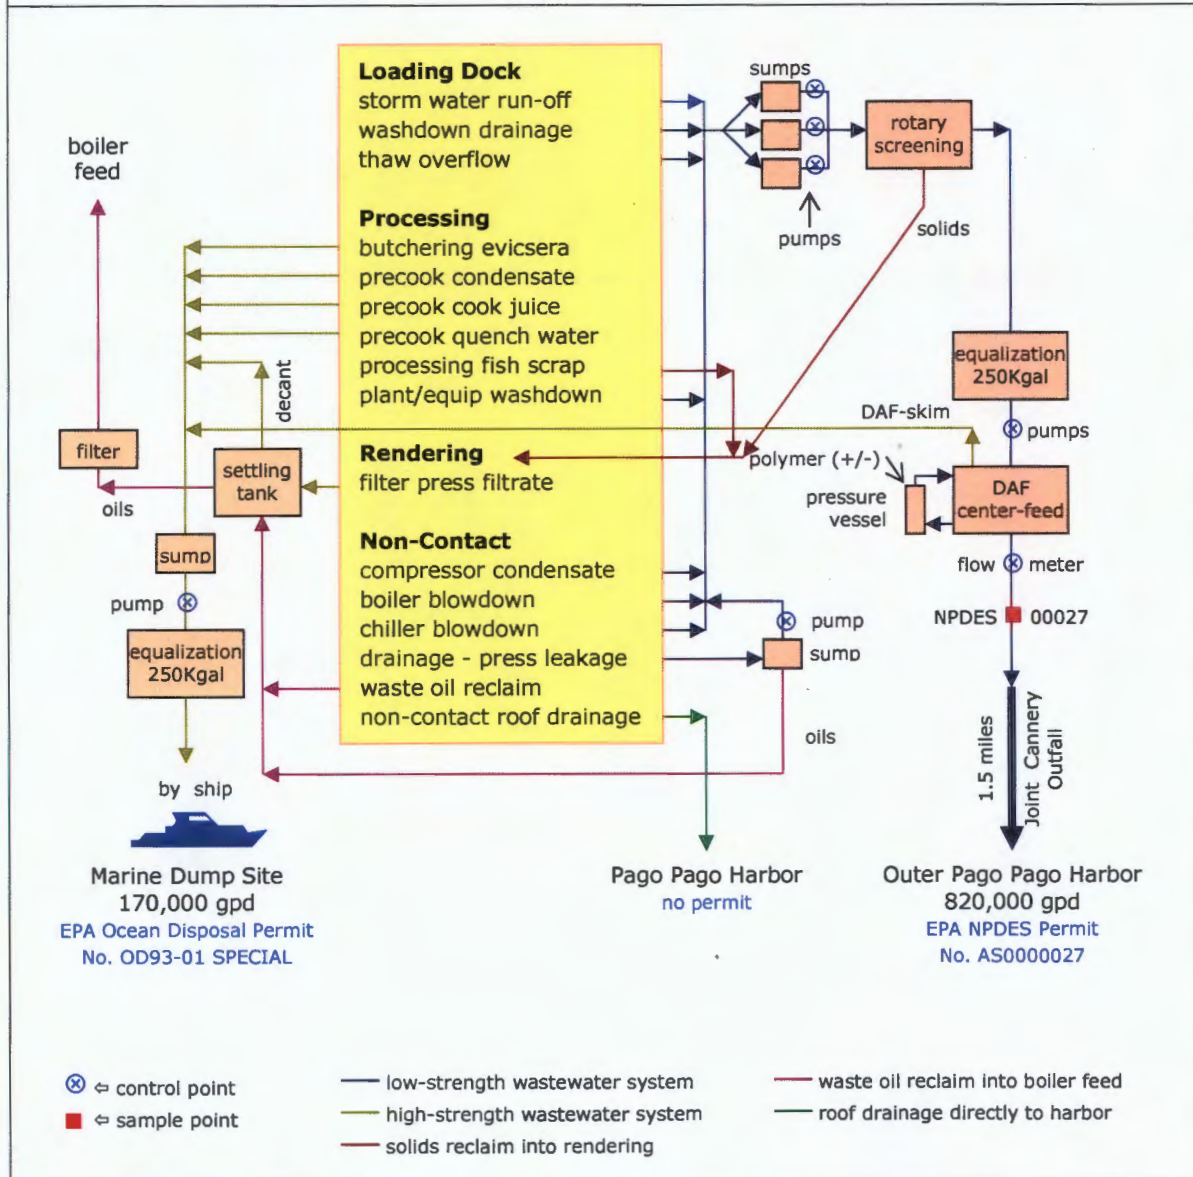 Loading Dock
storm water run-off
washdown drainage
thaw overflow
Processing
butchering evicsera
precook condensate
precook cook juice
precook quench water
processing fish scrap
plant/equip washdown
Rendering
filter press filtrate
Non-Contact
compressor condensate
boiler blowdown
chiller blowdown
drainage - press leakage
waste oil reclaim
non-contact roof drainage
boiler
feed
filter
oils
decant
settling
tank
sump
pump
equalization
250Kgal
by ship
Marine Dump Site
170,000 gpd
EPA Ocean Disposal Permit
No. OD93-01 SPECIAL
sumps
pumps
rotary
screening
solids
equalization
250Kgal
pumps
DAF-skim
polymer (+/-)
pressure
vessel
DAF
center-feed
flow meter
NPDES 00027
pump
sump
oils
1.5 miles
Joint Cannery
Outfall
Pago Pago Harbor
no permit
Outer Pago Pago Harbor
820,000 gpd
EPA NPDES Permit
No. AS0000027
⊗ ⇦ control point
■ ⇦ sample point
low-strength wastewater system
high-strength wastewater system
solids reclaim into rendering
waste oil reclaim into boiler feed
roof drainage directly to harbor